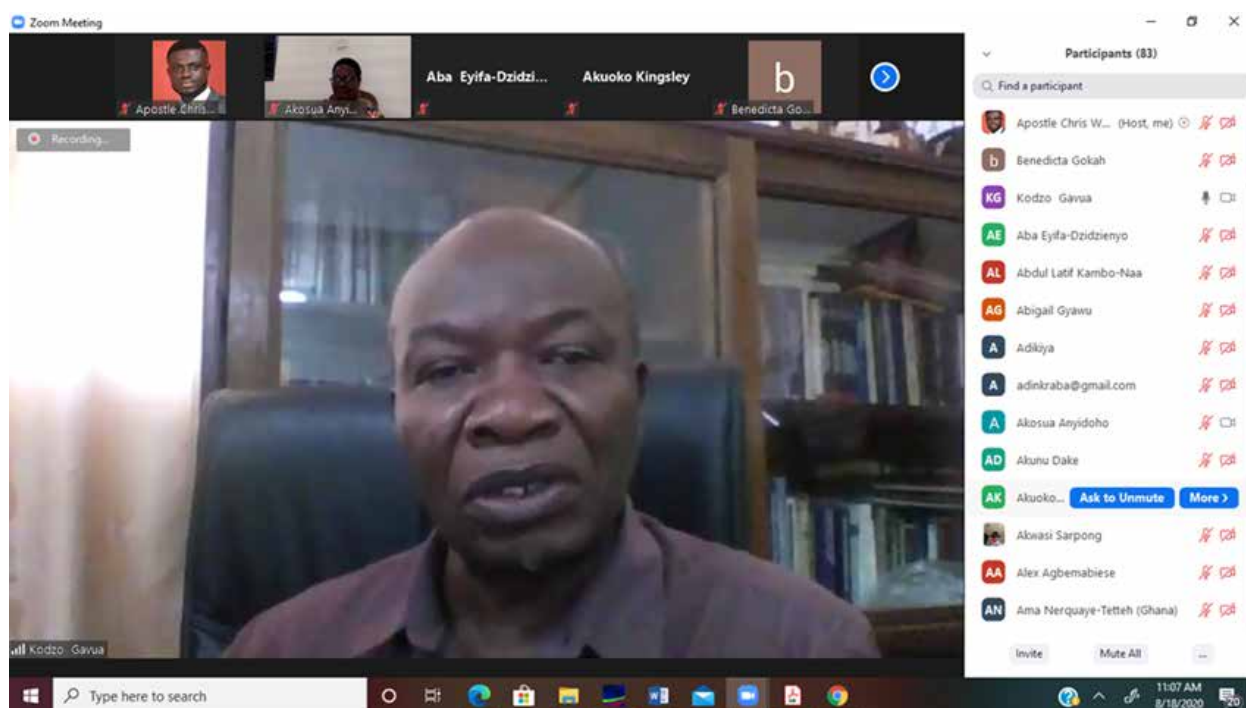 Zoom Meeting
Apostle Chris...
Akosua Anyi...
Aba Eyifa-Dzidzi...
Akuoko Kingsley
b
Benedicta Go...
Recording...
Kodzo Gavua
Participants (83)
Find a participant
Apostle Chris W... (Host, me)
b Benedicta Gokah
KG Kodzo Gavua
AE Aba Eyifa-Dzidzienyo
AL Abdul Latif Kambo-Naa
AG Abigail Gyawu
A Adikiya
A adinkraba@gmail.com
A Akosua Anyidoho
AD Akunu Dake
AK Akuoko... Ask to Unmute More >
Akwasi Sarpong
AA Alex Agbemabiese
AN Ama Nerquaye-Tetteh (Ghana)
Invite Mute All ...
Type here to search
11:07 AM
8/18/2020
20